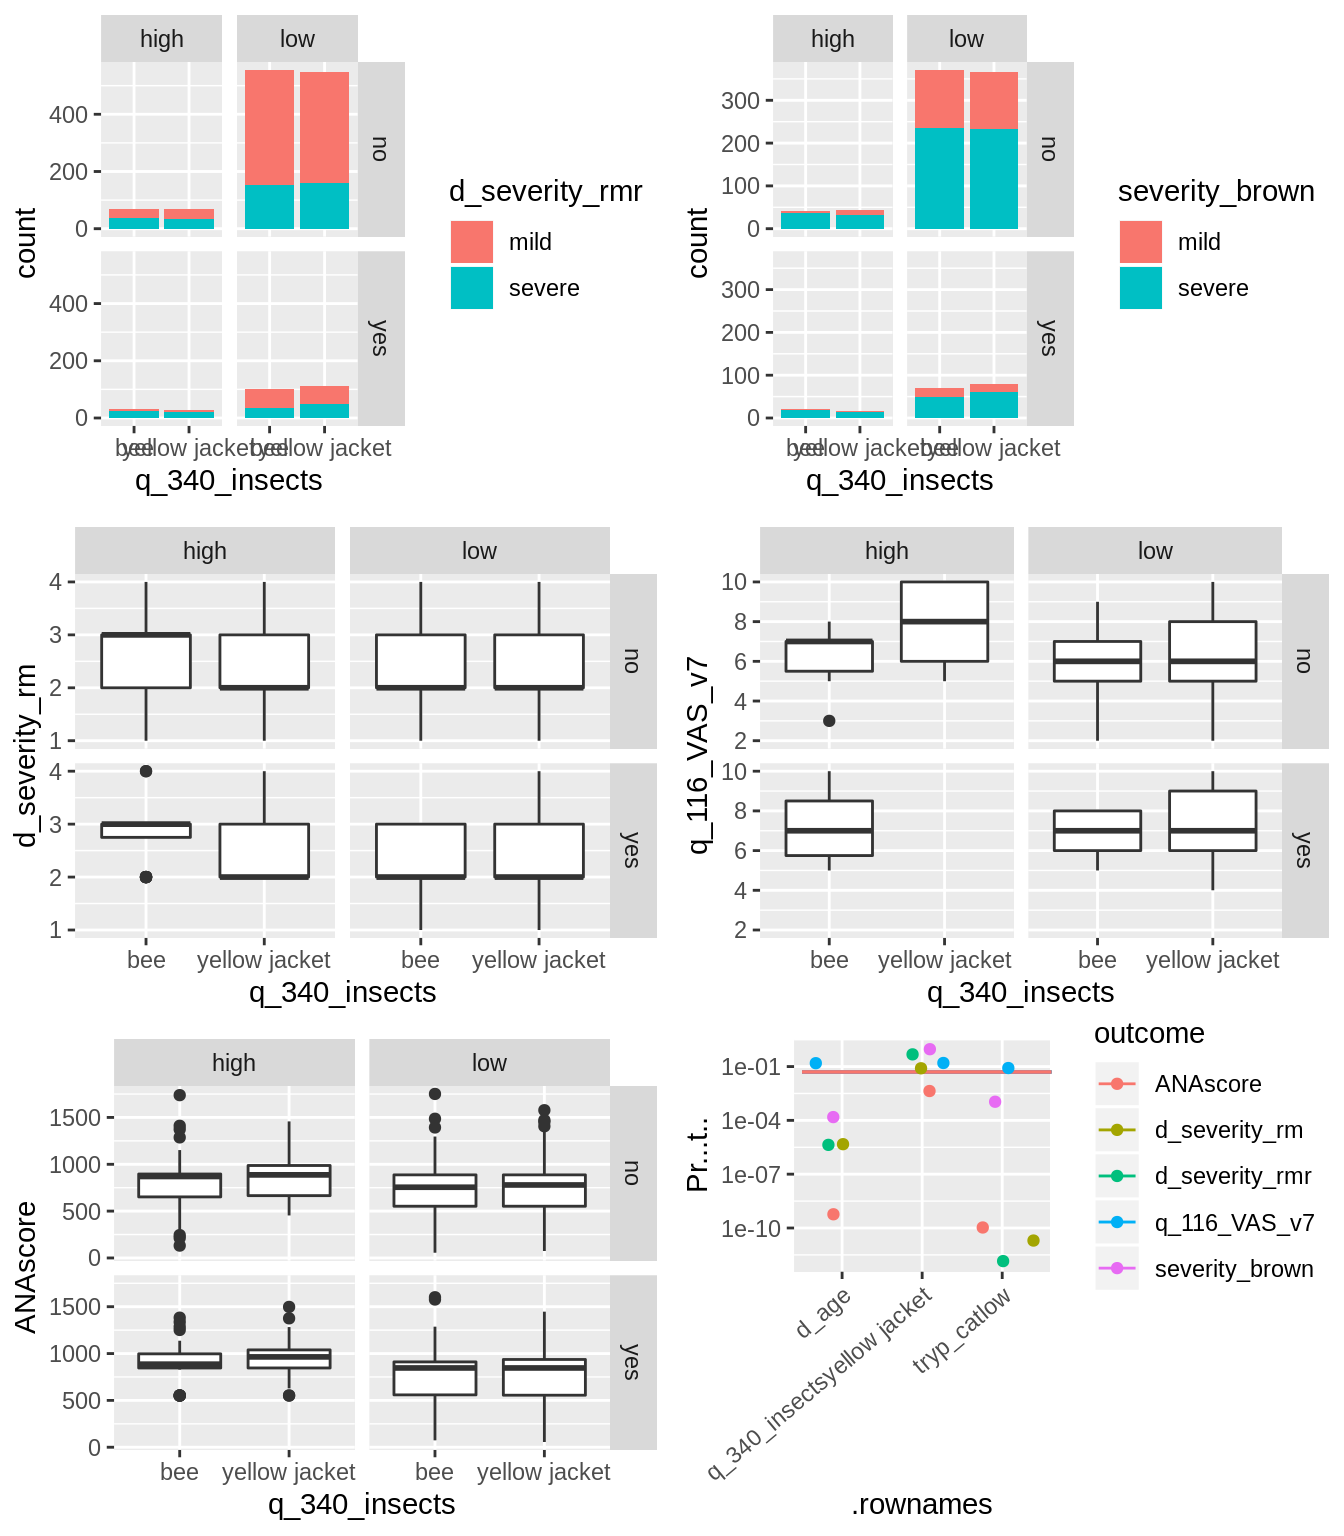 high low
no
400
200
0
count
yes
400
200
0
bee yellow jacket bee yellow jacket
q_340_insects
d_severity_rmr
mild
severe
high low
no
300
200
100
0
count
yes
300
200
100
0
bee yellow jacket bee yellow jacket
q_340_insects
severity_brown
mild
severe
high low
no
4
3
2
1
d_severity_rm
yes
4
3
2
1
bee yellow jacket bee yellow jacket
q_340_insects
high low
no
10
8
6
4
2
q_116_VAS_v7
yes
10
8
6
4
2
bee yellow jacket bee yellow jacket
q_340_insects
high low
no
1500
1000
500
0
ANAscore
yes
1500
1000
500
0
bee yellow jacket bee yellow jacket
q_340_insects
1e-01
1e-04
1e-07
1e-10
Pr...t..
d_age
q_340_insectsyellow jacket
tryp_catlow
.rownames
outcome
ANAscore
d_severity_rm
d_severity_rmr
q_116_VAS_v7
severity_brown